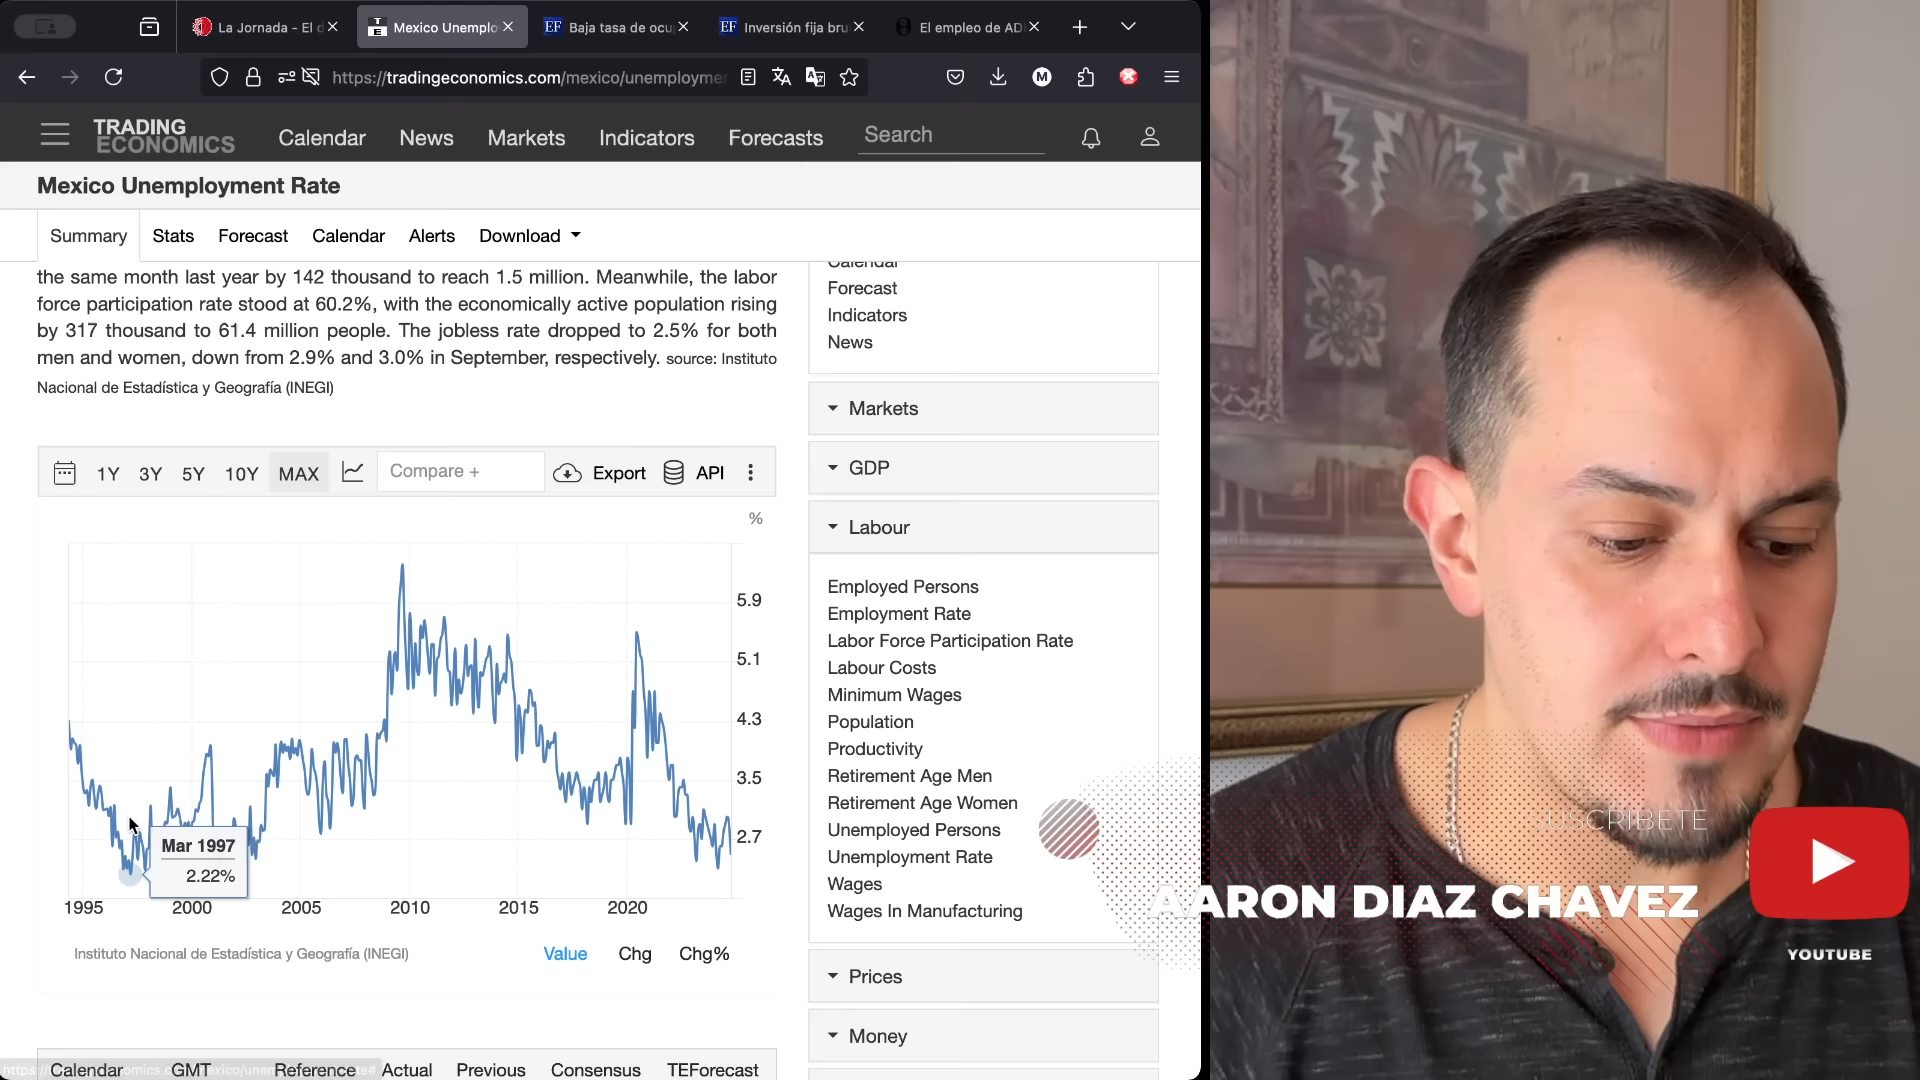 La Jornada - El d
Mexico Unemplo
EF Baja tasa de ocu
EF Inversión fija bru
El empleo de AD
https://tradingeconomics.com/mexico/unemployme
M
TRADING
ECONOMICS
Calendar
News
Markets
Indicators
Forecasts
Search
Mexico Unemployment Rate
Summary
Stats
Forecast
Calendar
Alerts
Download
the same month last year by 142 thousand to reach 1.5 million. Meanwhile, the labor
force participation rate stood at 60.2%, with the economically active population rising
by 317 thousand to 61.4 million people. The jobless rate dropped to 2.5% for both
men and women, down from 2.9% and 3.0% in September, respectively. source: Instituto
Nacional de Estadística y Geografía (INEGI)
1Y 3Y 5Y 10Y MAX
Compare +
Export
API
%
5.9
5.1
4.3
3.5
2.7
Mar 1997
2.22%
1995 2000 2005 2010 2015 2020
Instituto Nacional de Estadística y Geografía (INEGI)
Value Chg Chg%
Calendar GMT Reference Actual Previous Consensus TEForecast
Calendar
Forecast
Indicators
News
Markets
GDP
Labour
Employed Persons
Employment Rate
Labor Force Participation Rate
Labour Costs
Minimum Wages
Population
Productivity
Retirement Age Men
Retirement Age Women
Unemployed Persons
Unemployment Rate
Wages
Wages In Manufacturing
Prices
Money
SUSCRIBETE
AARON DIAZ CHAVEZ
YOUTUBE